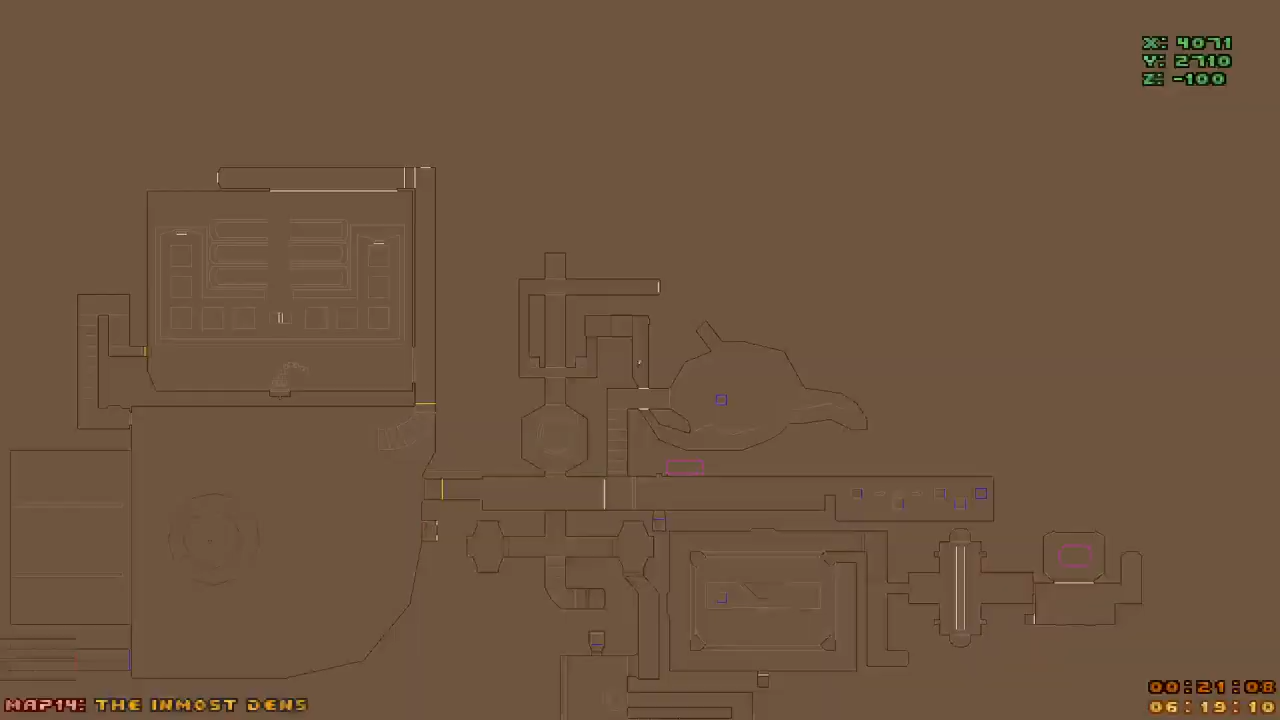 X: 4071
Y: 2710
Z: -100
00:21:08
MAP14: THE INMOST DENS
06:19:10